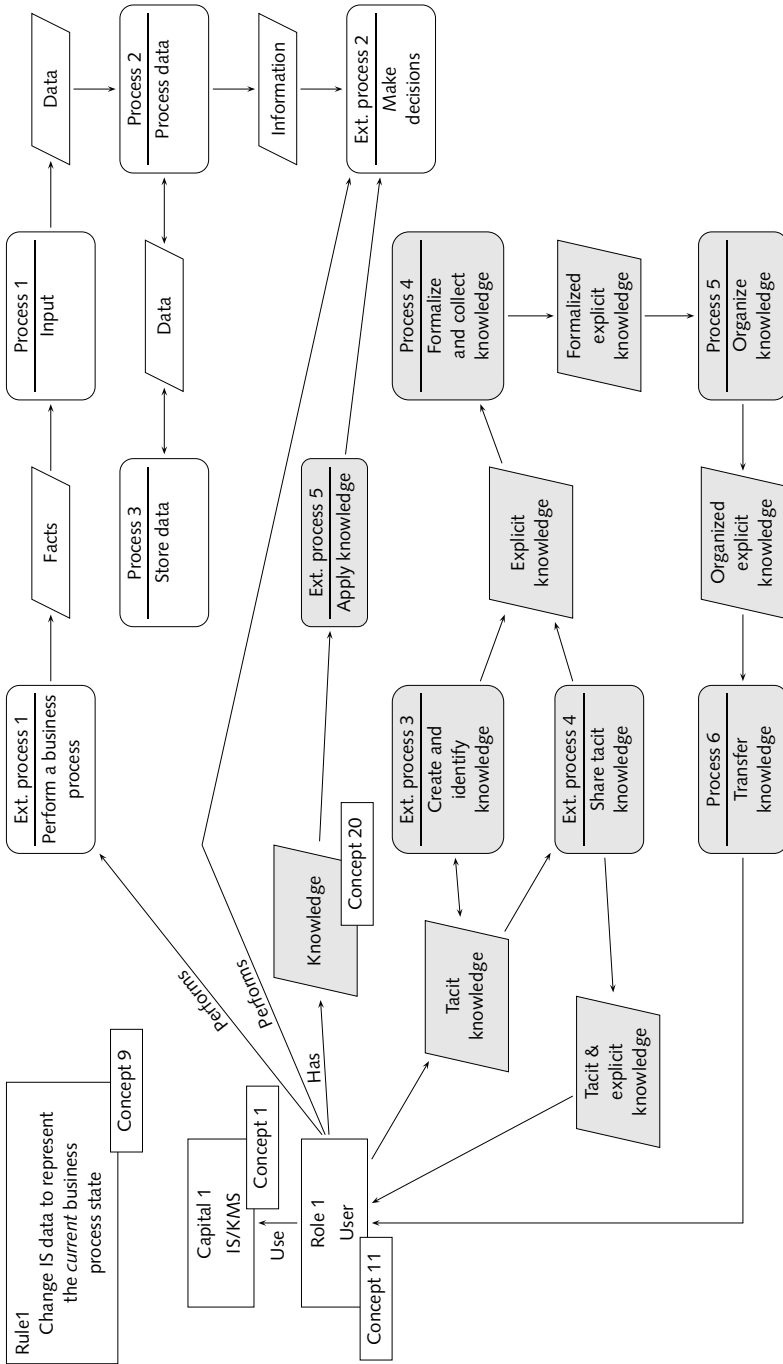 Rule1
Change IS data to represent
the current business
process state
Concept 9
Capital 1
IS/KMS
Concept 1
Use
Role 1
User
Concept 11
Performs
Performs
Has
Ext. process 1
Perform a business
process
Facts
Process 1
Input
Data
Process 2
Process data
Data
Process 3
Store data
Information
Ext. process 2
Make
decisions
Knowledge
Concept 20
Ext. process 5
Apply knowledge
Tacit
knowledge
Ext. process 3
Create and
identify
knowledge
Ext. process 4
Share tacit
knowledge
Tacit &
explicit
knowledge
Explicit
knowledge
Process 4
Formalize
and collect
knowledge
Formalized
explicit
knowledge
Process 5
Organize
knowledge
Organized
explicit
knowledge
Process 6
Transfer
knowledge